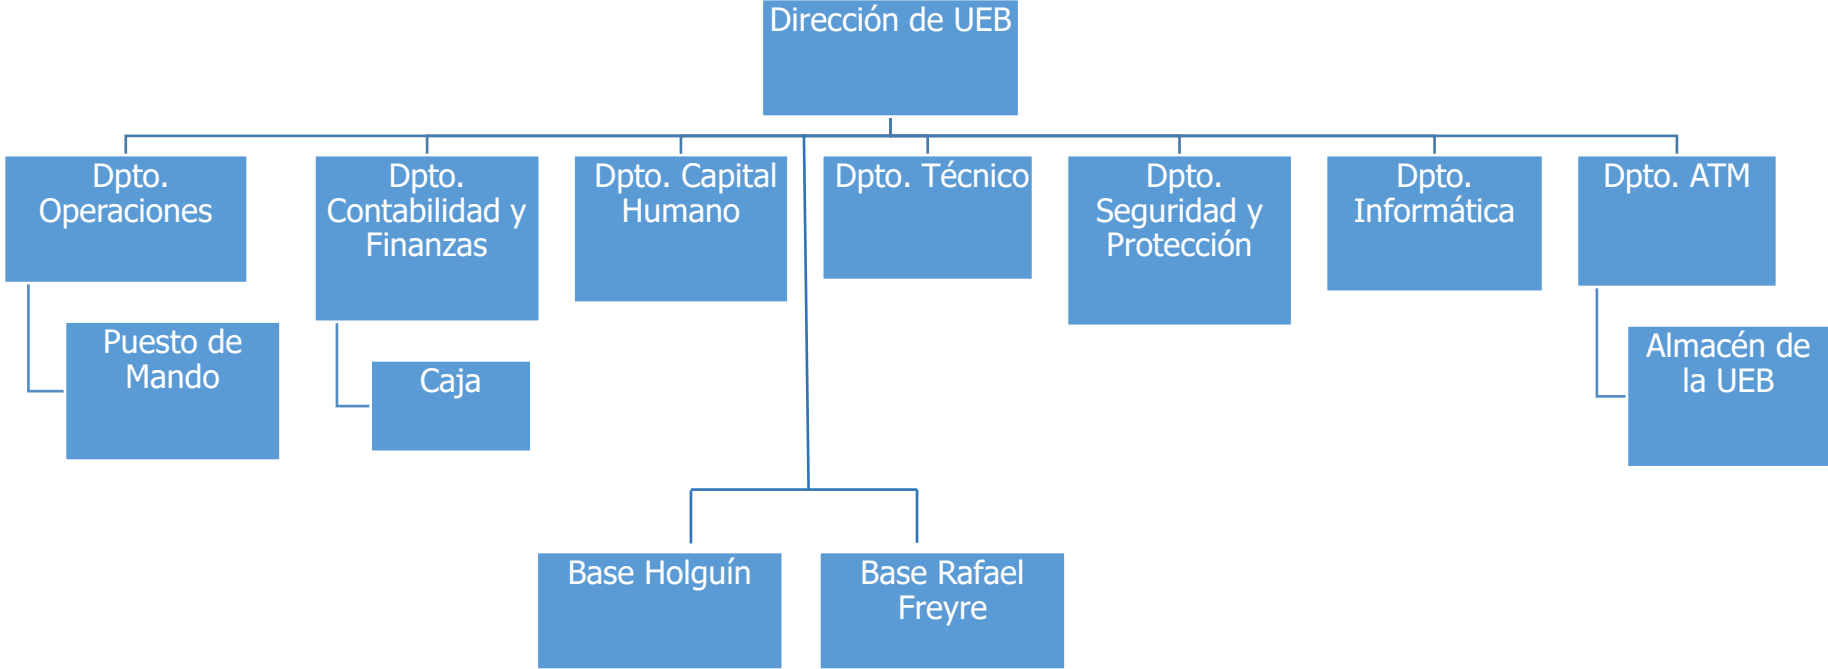 Dirección de UEB
Dpto.
Operaciones
Dpto.
Contabilidad y
Finanzas
Dpto. Capital
Humano
Dpto. Técnico
Dpto.
Seguridad y
Protección
Dpto.
Informática
Dpto. ATM
Puesto de
Mando
Caja
Almacén de
la UEB
Base Holguín
Base Rafael
Freyre